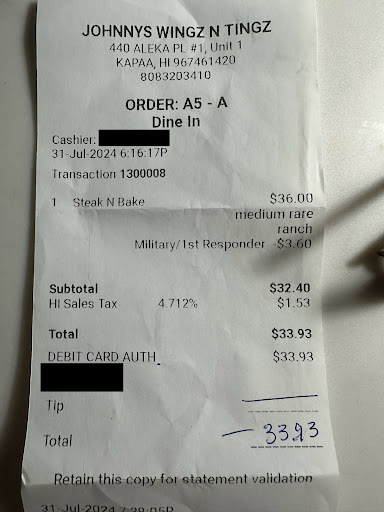 JOHNNYS WINGZ N TINGZ
440 ALEKA PL #1, Unit 1
KAPAA, HI 967461420
8083203410
ORDER: A5 - A
Dine In
Cashier:
31-Jul-2024 6:16:17P
Transaction 1300008
1 Steak N Bake $36.00
medium rare
ranch
Military/1st Responder -$3.60
Subtotal $32.40
HI Sales Tax 4.712% $1.53
Total $33.93
DEBIT CARD AUTH $33.93
Tip
Total 33.93
Retain this copy for statement validation
31-Jul-2024